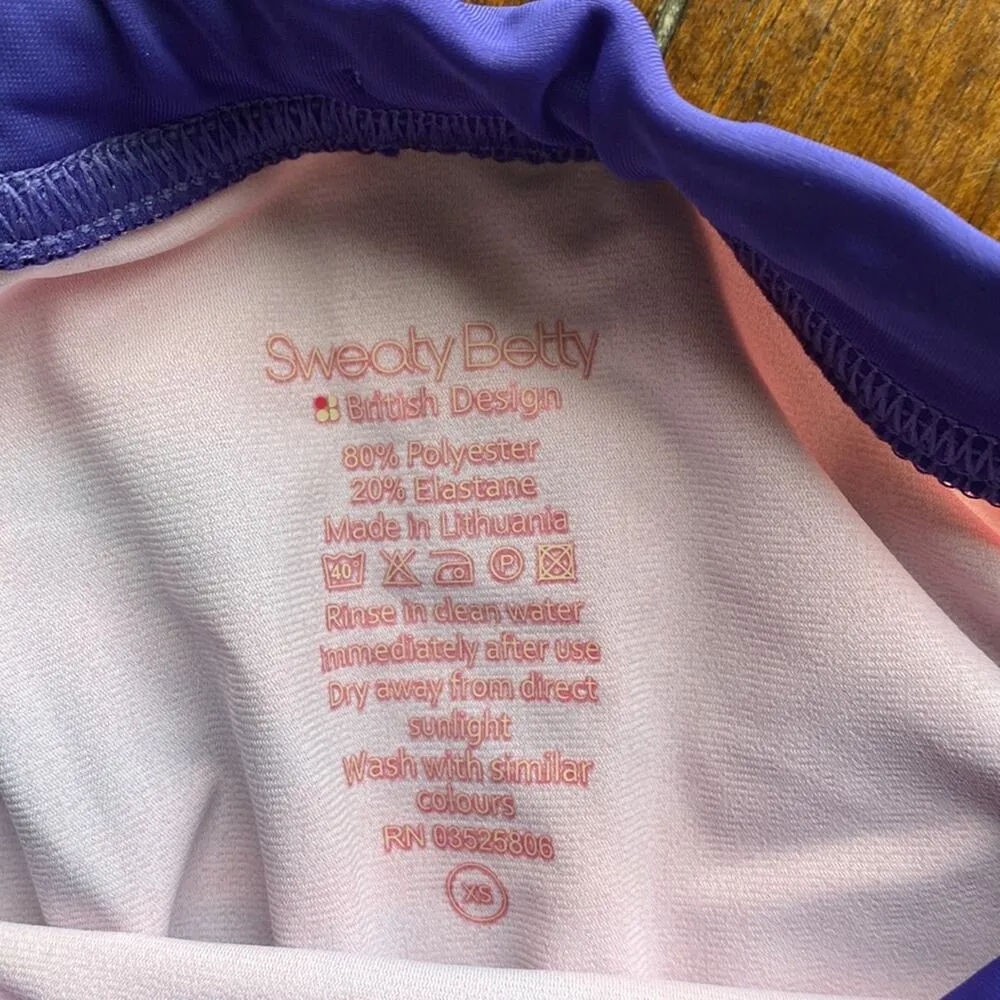 Sweaty Betty
British Design
80% Polyester
20% Elastane
Made in Lithuania
40° P
Rinse in clean water
immediately after use
Dry away from direct
sunlight
Wash with similar
colours
RN 03525806
XS